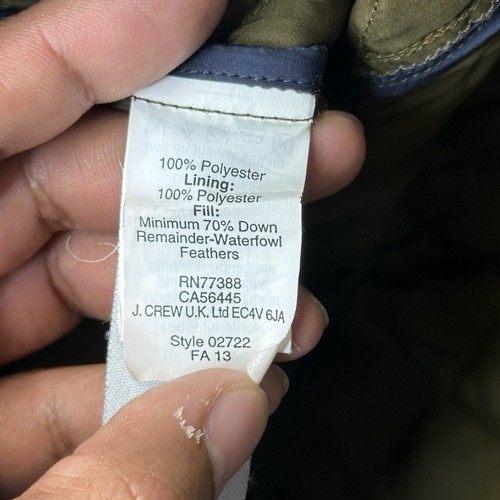 100% Polyester
Lining:
100% Polyester
Fill:
Minimum 70% Down
Remainder-Waterfowl
Feathers
RN77388
CA56445
J. CREW U.K. Ltd EC4V 6JA
Style 02722
FA 13